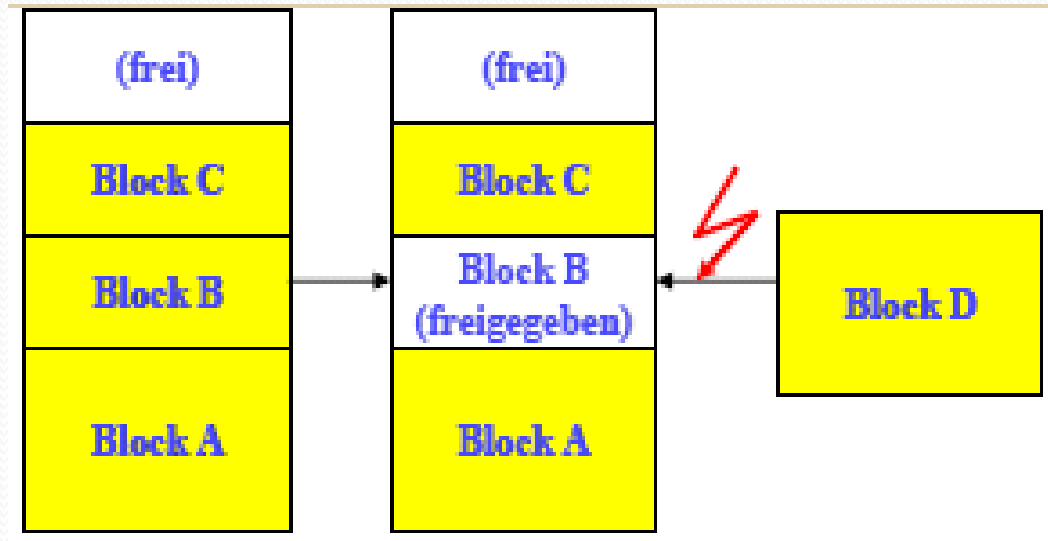 (frei)
Block C
Block B
Block A
(frei)
Block C
Block B
(freigegeben)
Block A
Block D